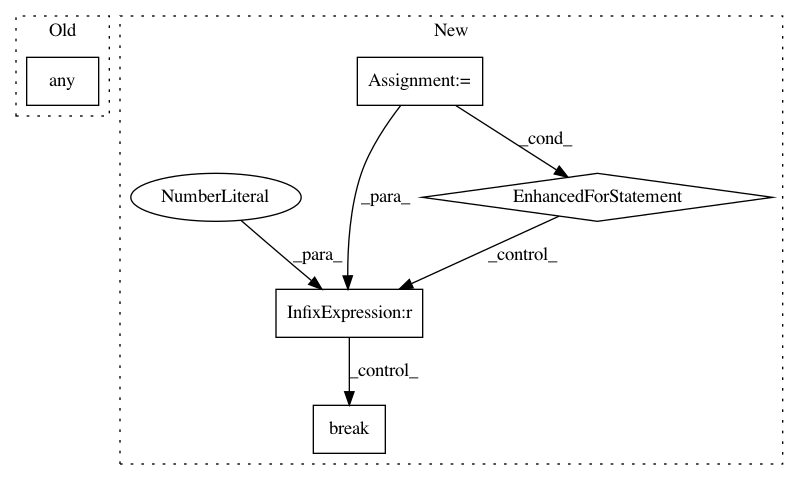 Old
New
any
Assignment:=
_cond_
NumberLiteral
_para_
EnhancedForStatement
_para_
_control_
InfixExpression:r
_control_
break